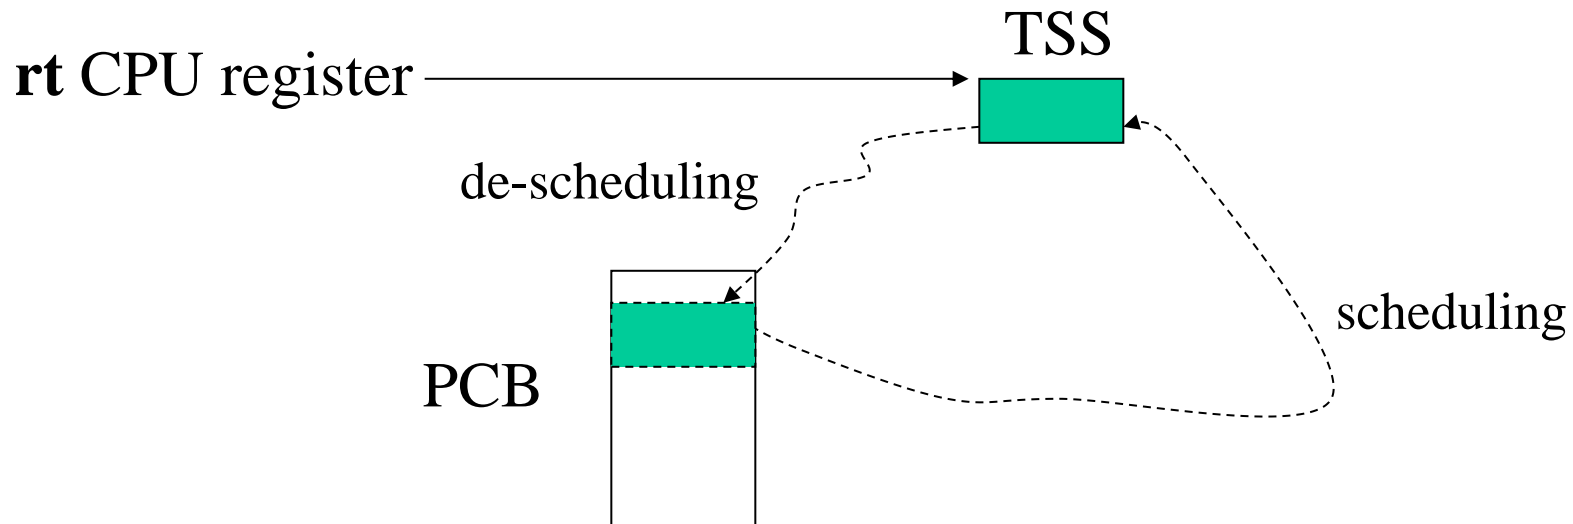 TSS
rt CPU register
de-scheduling
scheduling
PCB